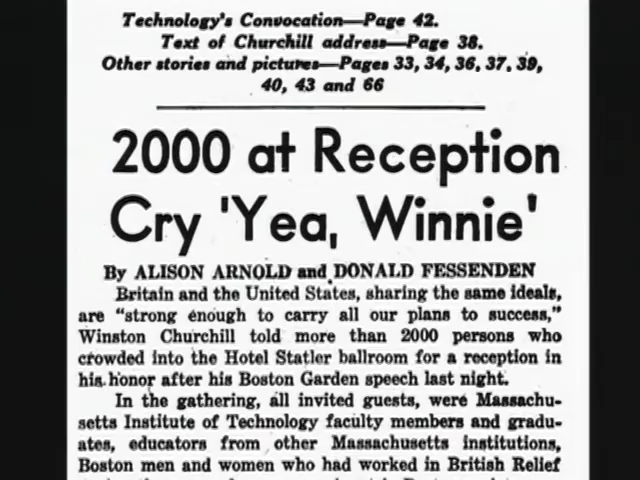 Technology's Convocation—Page 42.
Text of Churchill address—Page 38.
Other stories and pictures—Pages 33, 34, 36, 37, 39,
40, 43 and 66
2000 at Reception
Cry 'Yea, Winnie'
By ALISON ARNOLD and DONALD FESSENDEN
Britain and the United States, sharing the same ideals,
are "strong enough to carry all our plans to success,"
Winston Churchill told more than 2000 persons who
crowded into the Hotel Statler ballroom for a reception in
his honor after his Boston Garden speech last night.
In the gathering, all invited guests, were Massachu-
setts Institute of Technology faculty members and gradu-
ates, educators from other Massachusetts institutions,
Boston men and women who had worked in British Relief